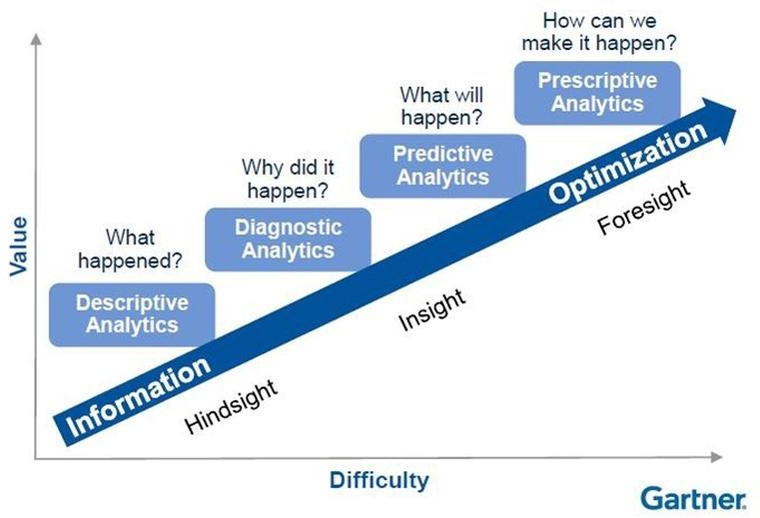 How can we
make it happen?
Prescriptive
Analytics
What will
happen?
Predictive
Analytics
Why did it
happen?
Diagnostic
Analytics
What
happened?
Descriptive
Analytics
Value
Information
Optimization
Hindsight
Insight
Foresight
Difficulty
Gartner.